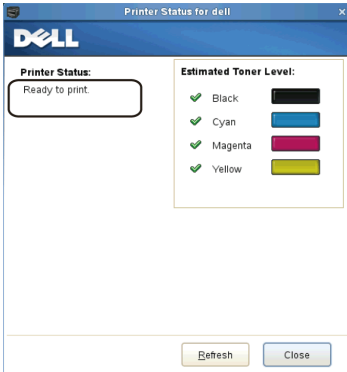 Printer Status for dell
DELL
Printer Status:
Ready to print.
Estimated Toner Level:
Black
Cyan
Magenta
Yellow
Refresh
Close